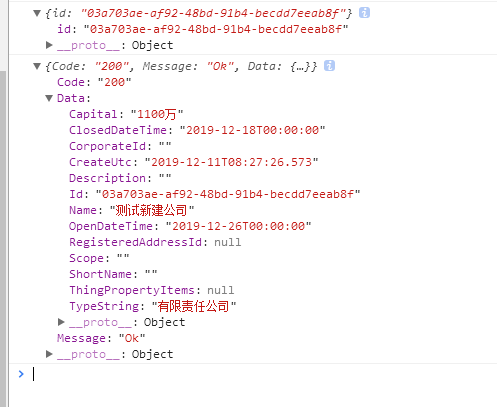 ▼{id: "03a703ae-af92-48bd-91b4-becdd7eeab8f"} i
id: "03a703ae-af92-48bd-91b4-becdd7eeab8f"
▶__proto__: Object
▼{Code: "200", Message: "Ok", Data: {…}} i
Code: "200"
▼Data:
Capital: "1100万"
ClosedDateTime: "2019-12-18T00:00:00"
CorporateId: ""
CreateUtc: "2019-12-11T08:27:26.573"
Description: ""
Id: "03a703ae-af92-48bd-91b4-becdd7eeab8f"
Name: "测试新建公司"
OpenDateTime: "2019-12-26T00:00:00"
RegisteredAddressId: null
Scope: ""
ShortName: ""
ThingPropertyItems: null
TypeString: "有限责任公司"
▶__proto__: Object
Message: "Ok"
▶__proto__: Object
>